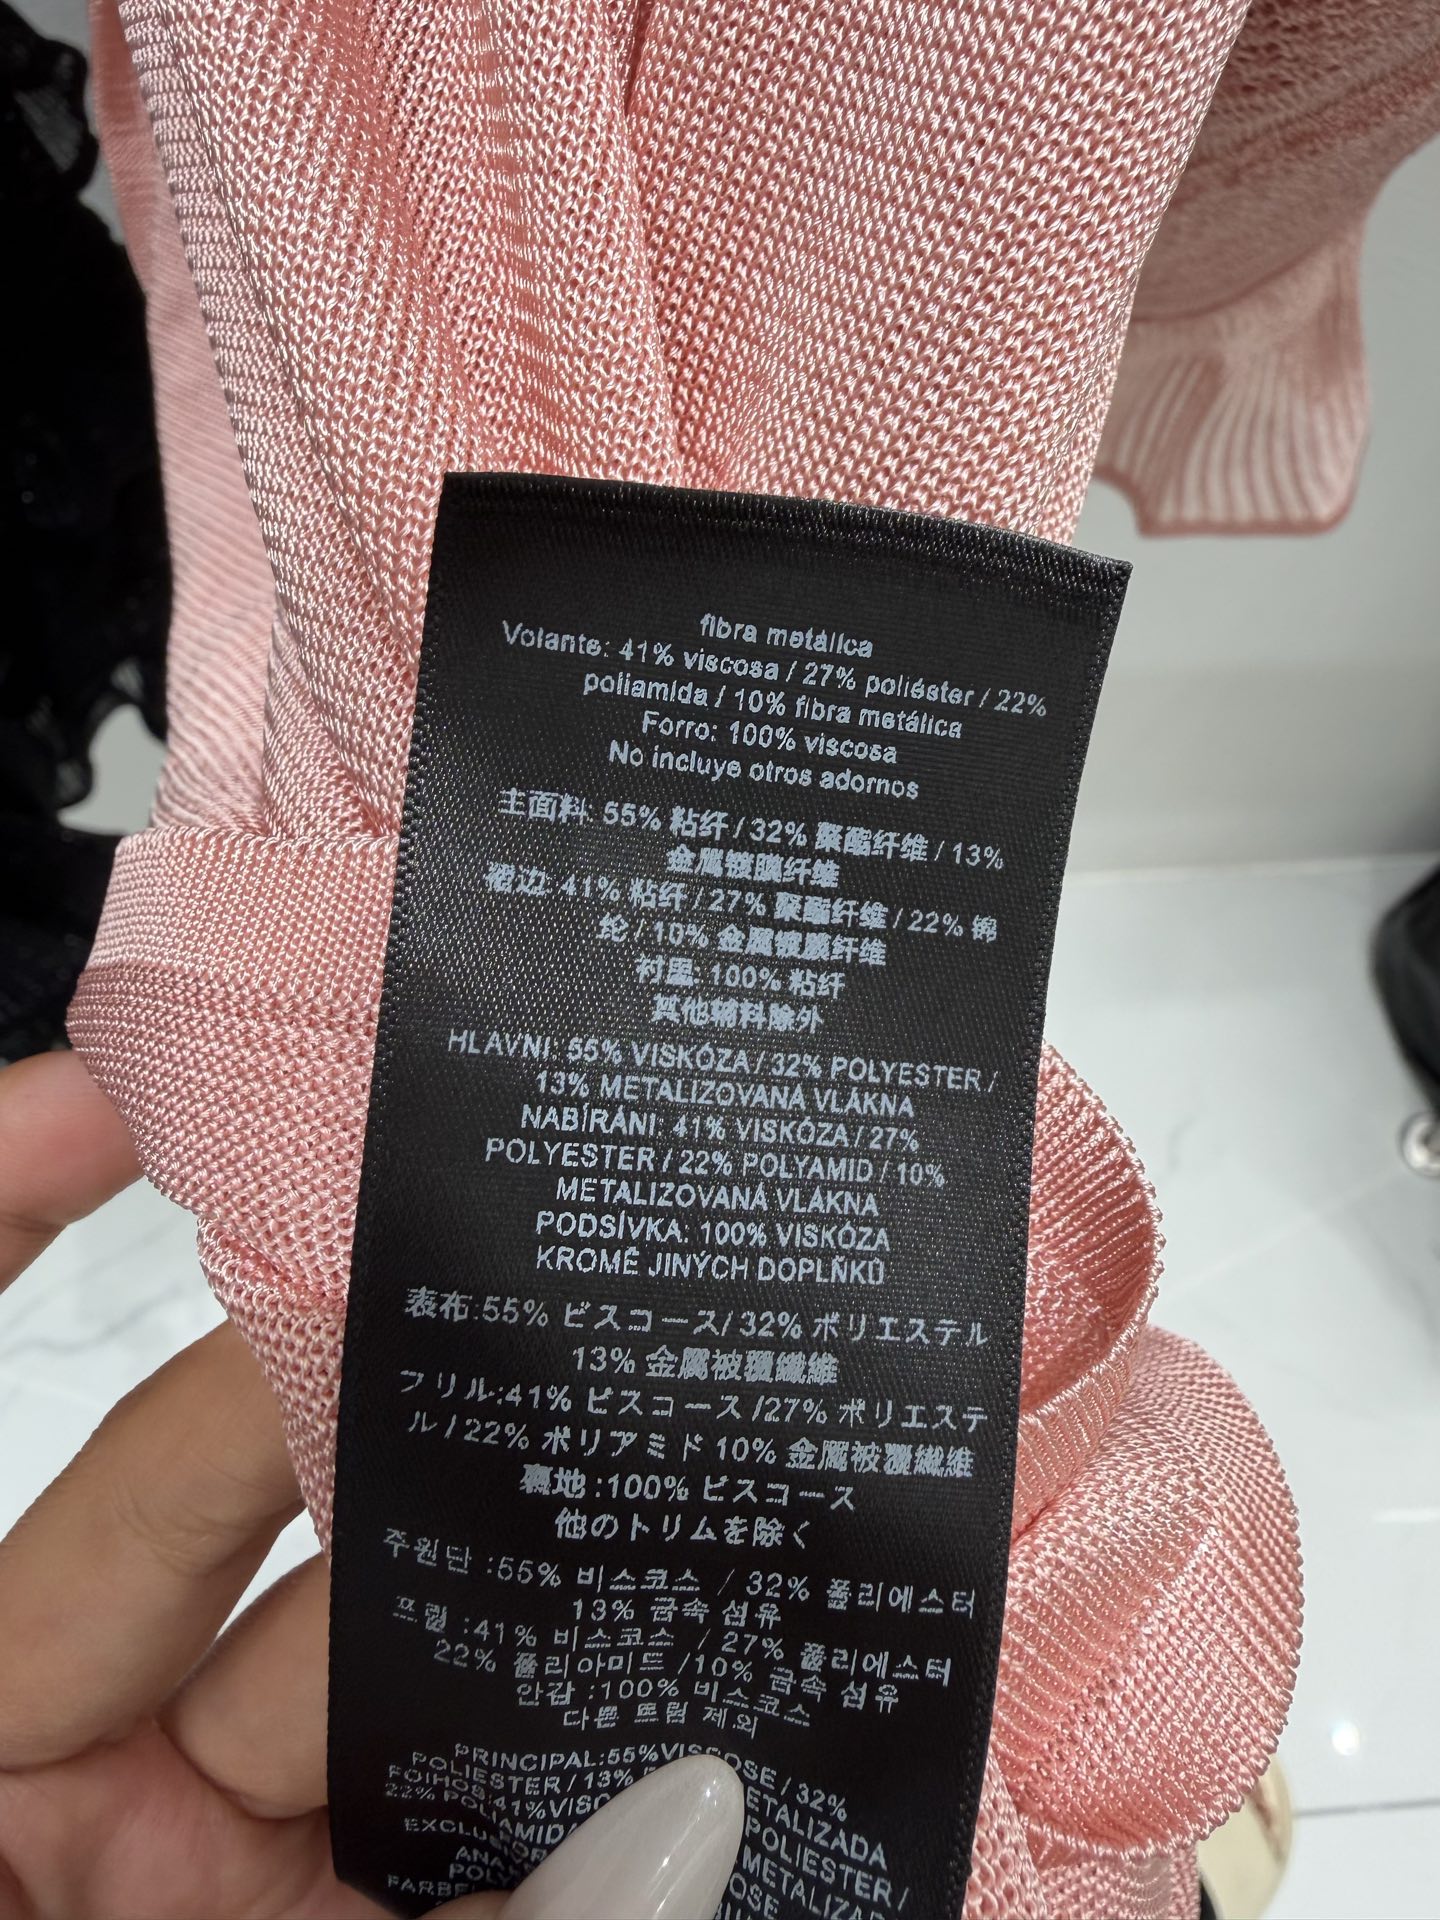 fibra metálica
Volante: 41% viscosa / 27% poliéster / 22%
poliamida / 10% fibra metálica
Forro: 100% viscosa
No incluye otros adornos
主面料: 55% 粘纤 / 32% 聚酯纤维 / 13%
金属镀膜纤维
裙边: 41% 粘纤 / 27% 聚酯纤维 / 22% 锦
纶 / 10% 金属镀膜纤维
衬里: 100% 粘纤
其他辅料除外
HLAVNÍ: 55% VISKÓZA / 32% POLYESTER /
13% METALIZOVANÁ VLÁKNA
NABÍRÁNÍ: 41% VISKÓZA / 27%
POLYESTER / 22% POLYAMID / 10%
METALIZOVANÁ VLÁKNA
PODSÍVKA: 100% VISKÓZA
KROMĚ JINÝCH DOPLŇKŮ
表布:55% ビスコース/ 32% ポリエステル
13% 金属被覆繊維
フリル:41% ビスコース /27% ポリエステ
ル / 22% ポリアミド 10% 金属被覆繊維
裏地 :100% ビスコース
他のトリムを除く
주원단 :55% 비스코스 / 32% 폴리에스터
13% 금속 섬유
프릴 :41% 비스코스 / 27% 폴리에스터
22% 폴리아미드 /10% 금속 섬유
안감 :100% 비스코스
다른 트림 제외
PRINCIPAL:55%VISCOSE / 32%
POLIESTER / 13% ETALIZADA
41%VISC POLIESTER /
22% METALIZAD